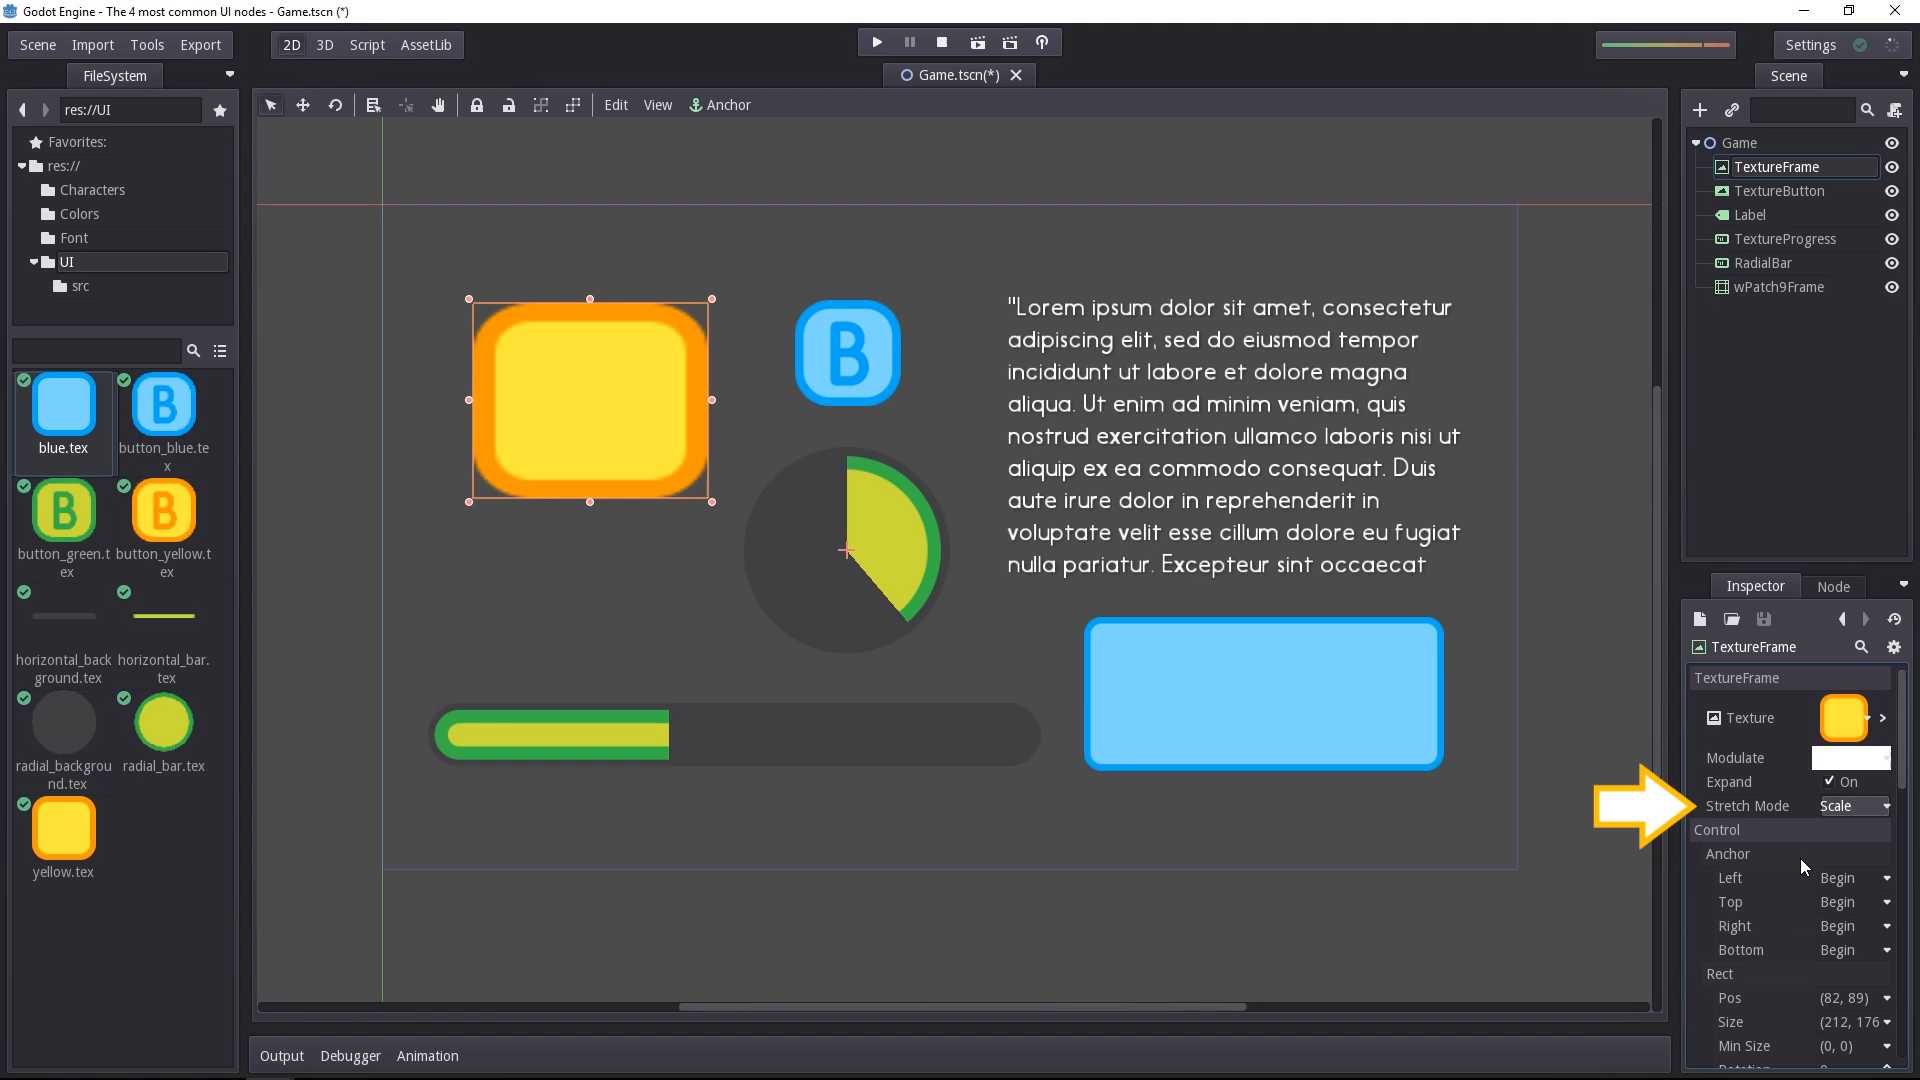 Godot Engine - The 4 most common UI nodes - Game.tscn (*)
Scene Import Tools Export
2D 3D Script AssetLib
Settings
FileSystem
Game.tscn(*)
Scene
res://UI
Edit View Anchor
Favorites:
res://
Characters
Colors
Font
UI
src
Game
TextureFrame
TextureButton
Label
TextureProgress
RadialBar
wPatch9Frame
B
"Lorem ipsum dolor sit amet, consectetur
adipiscing elit, sed do eiusmod tempor
incididunt ut labore et dolore magna
aliqua. Ut enim ad minim veniam, quis
nostrud exercitation ullamco laboris nisi ut
aliquip ex ea commodo consequat. Duis
aute irure dolor in reprehenderit in
voluptate velit esse cillum dolore eu fugiat
nulla pariatur. Excepteur sint occaecat
B
blue.tex
button_blue.te
x
B
B
button_green.t
ex
button_yellow.t
ex
horizontal_back
ground.tex
horizontal_bar.
tex
radial_backgrou
nd.tex
radial_bar.tex
yellow.tex
Inspector Node
TextureFrame
TextureFrame
Texture
Modulate
Expand On
Stretch Mode Scale
Control
Anchor
Left Begin
Top Begin
Right Begin
Bottom Begin
Rect
Pos (82, 89)
Size (212, 176
Min Size (0, 0)
Output Debugger Animation